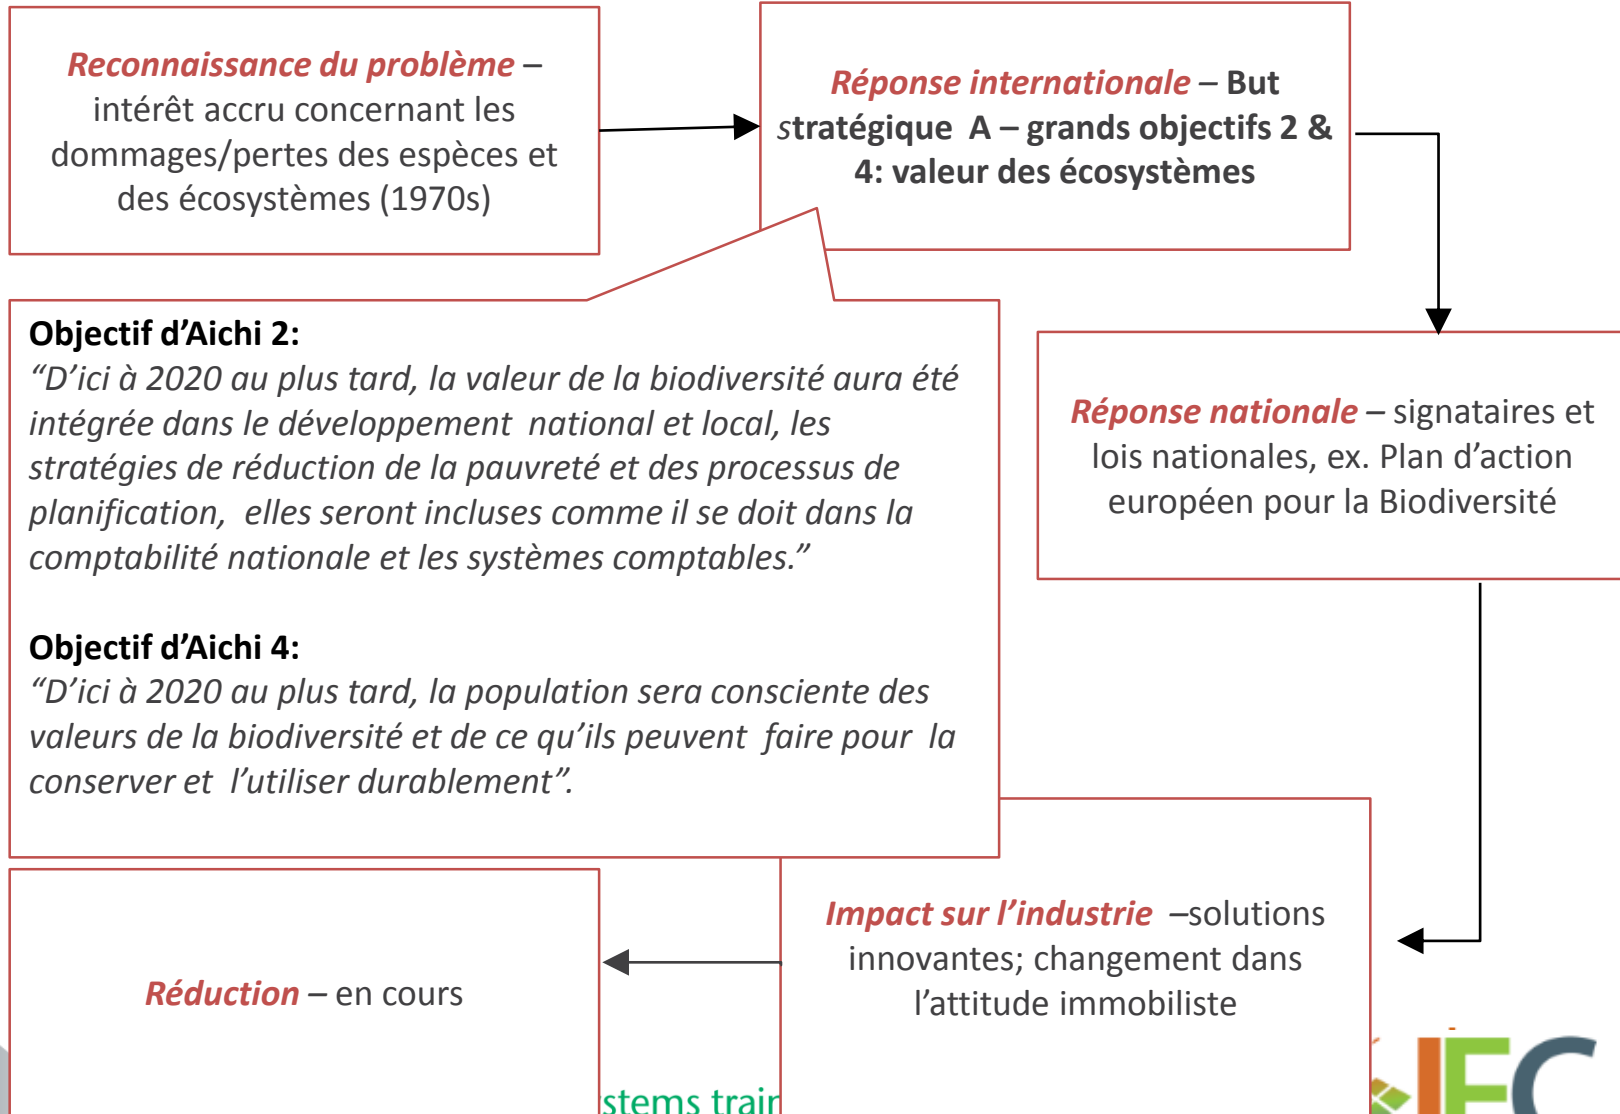 Reconnaissance du problème –
intérêt accru concernant les
dommages/pertes des espèces et
des écosystèmes (1970s)
Réponse internationale – But
stratégique A – grands objectifs 2 &
4: valeur des écosystèmes
Objectif d’Aichi 2:
“D’ici à 2020 au plus tard, la valeur de la biodiversité aura été
intégrée dans le développement national et local, les
stratégies de réduction de la pauvreté et des processus de
planification, elles seront incluses comme il se doit dans la
comptabilité nationale et les systèmes comptables.”
Objectif d’Aichi 4:
“D’ici à 2020 au plus tard, la population sera consciente des
valeurs de la biodiversité et de ce qu’ils peuvent faire pour la
conserver et l’utiliser durablement”.
Réponse nationale – signataires et
lois nationales, ex. Plan d’action
européen pour la Biodiversité
Impact sur l’industrie –solutions
innovantes; changement dans
l’attitude immobiliste
Réduction – en cours